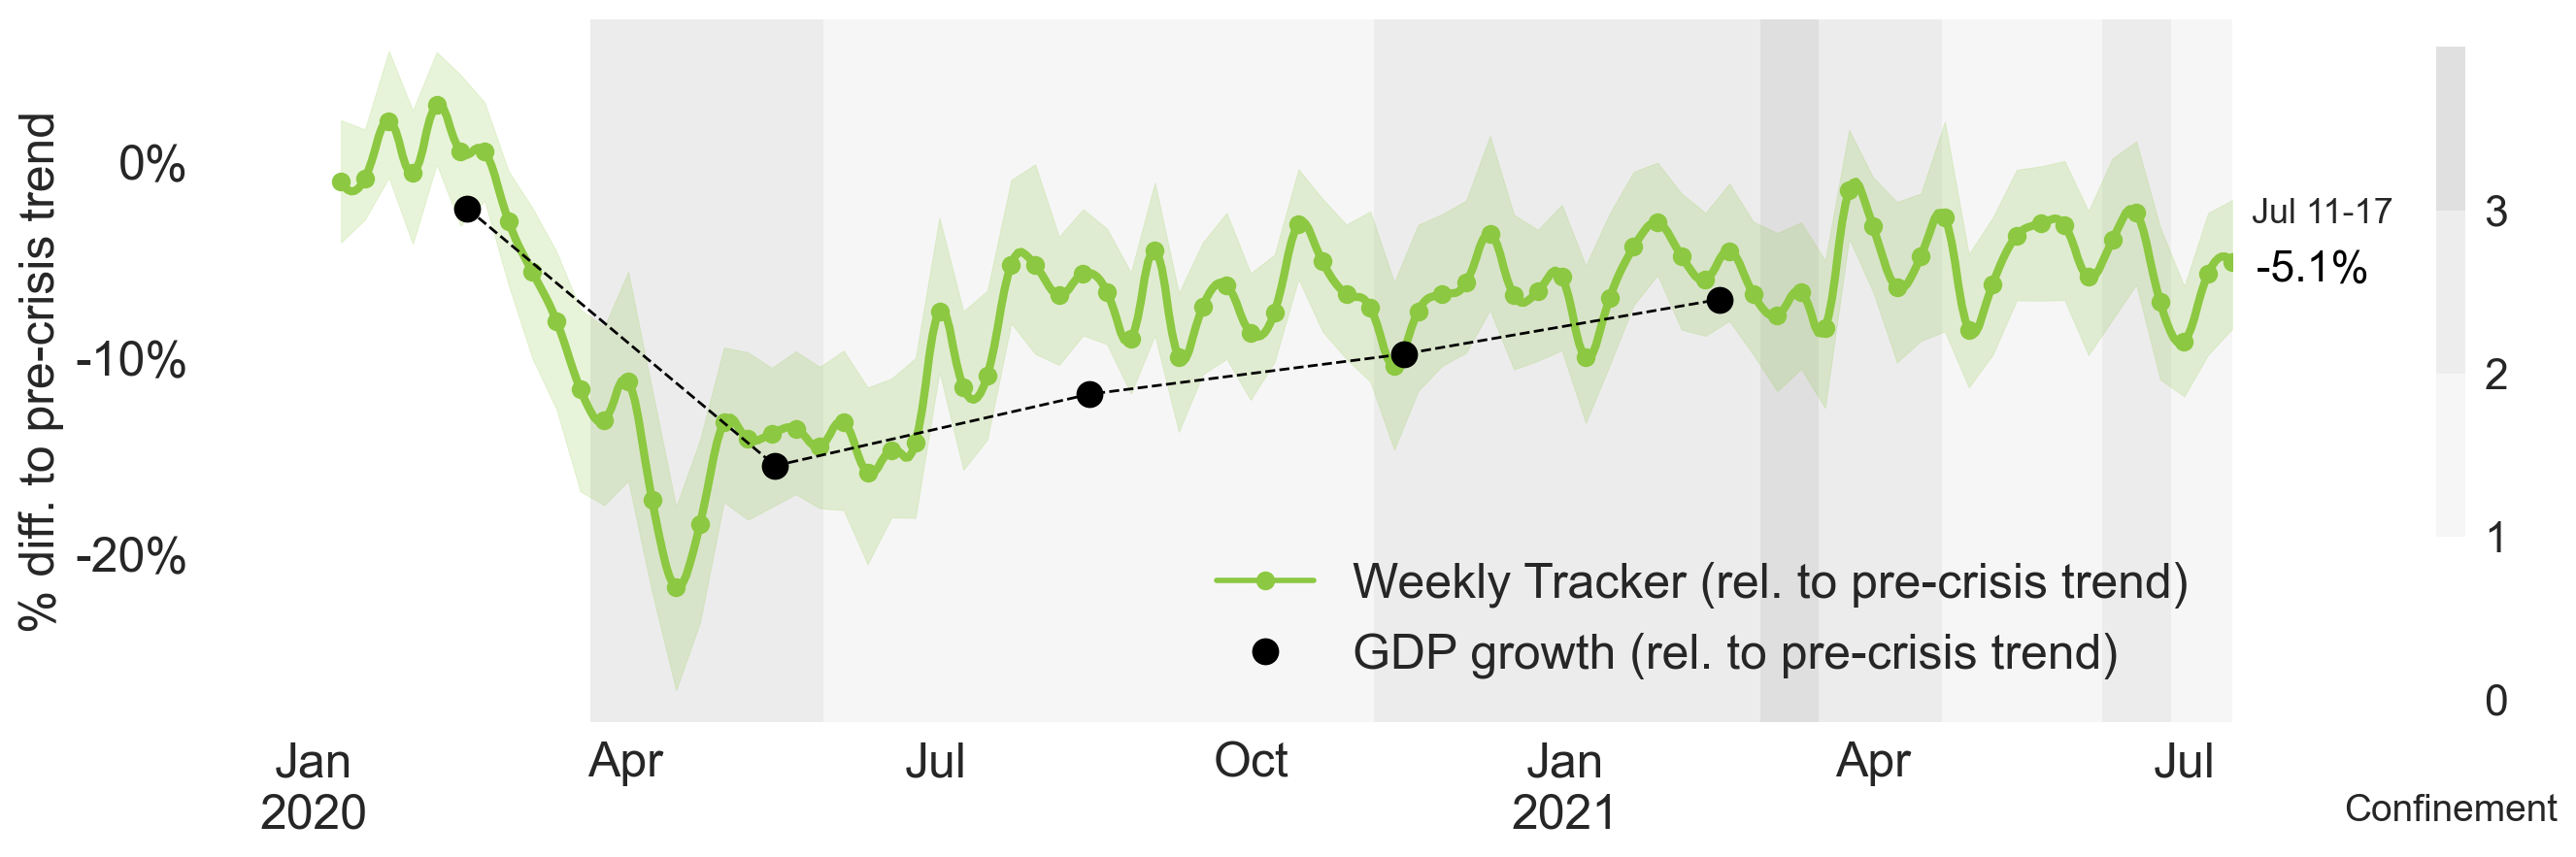 % diff. to pre-crisis trend
0%
-10%
-20%
Jul 11-17
-5.1%
3
2
1
0
Confinement
Weekly Tracker (rel. to pre-crisis trend)
GDP growth (rel. to pre-crisis trend)
Jan Apr Jul Oct Jan Apr Jul
2020 2021